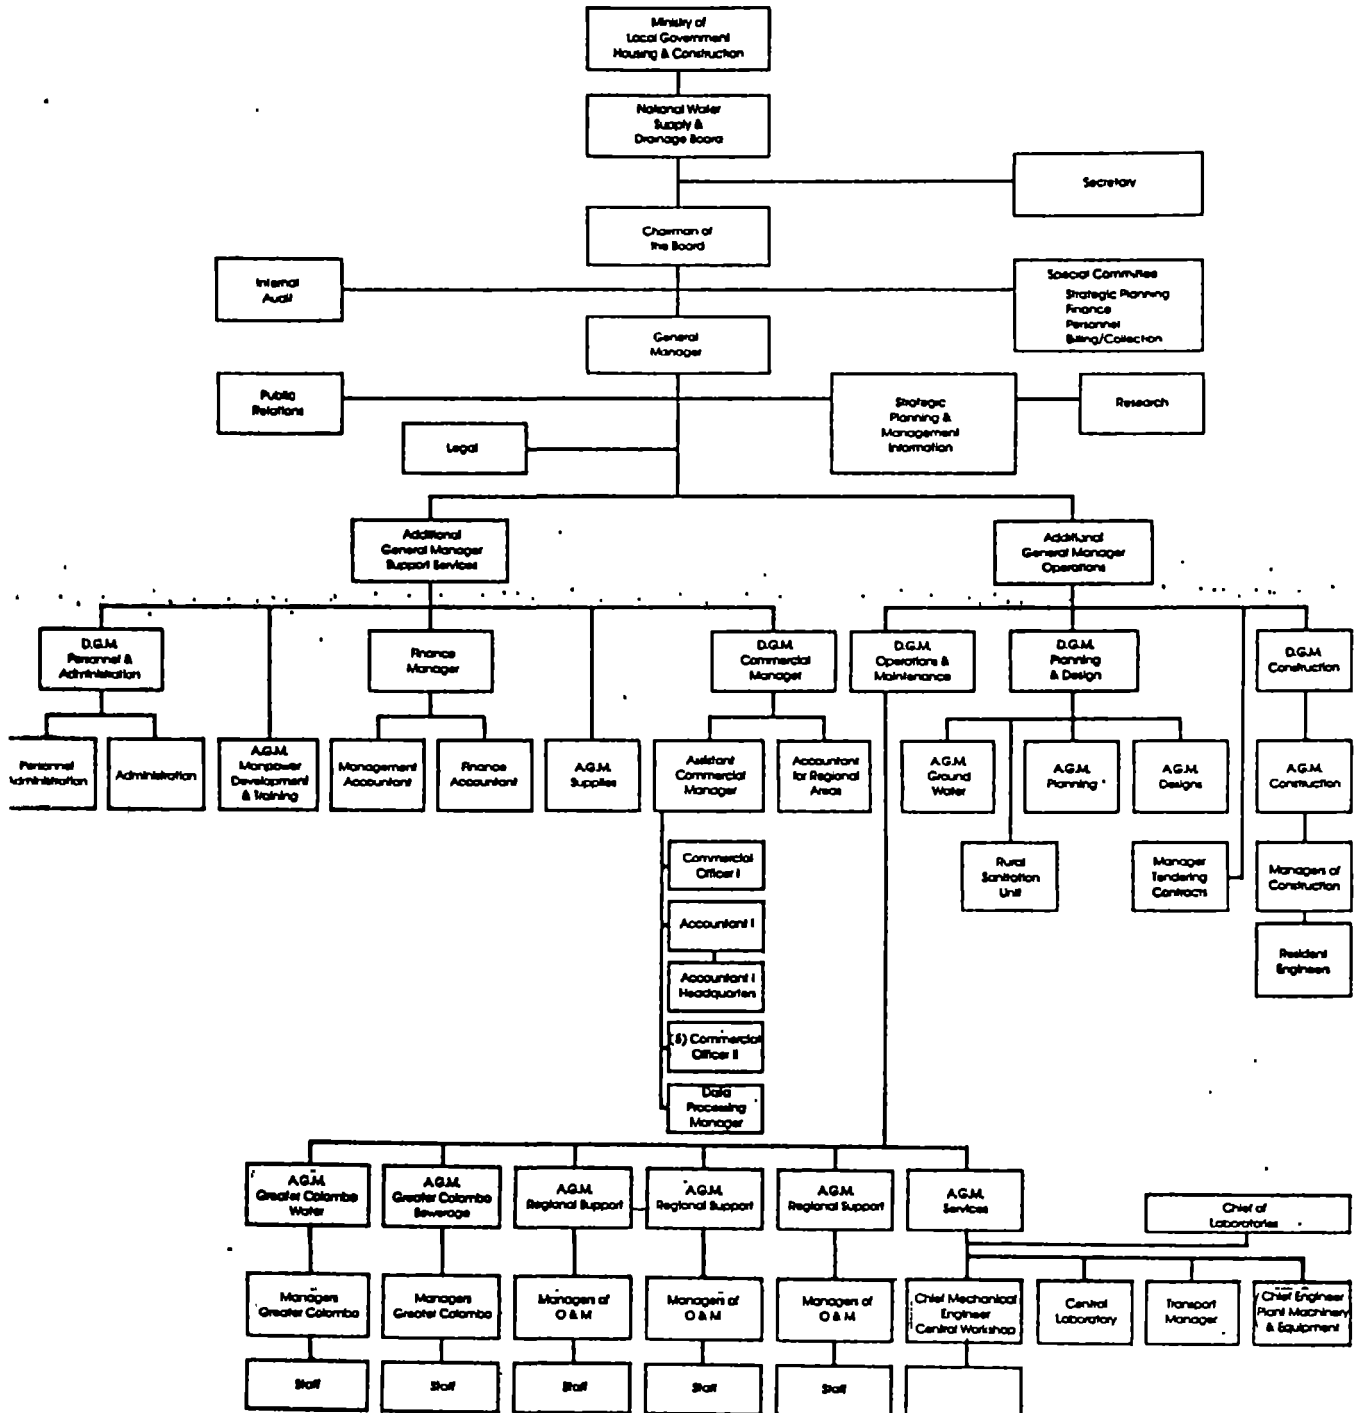 Ministry of
Local Government
Housing & Construction
National Water
Supply &
Drainage Board
Secretary
Chairman of
the Board
Internal
Audit
Special Committee
Strategic Planning
Finance
Personnel
Billing/Collection
General
Manager
Public
Relations
Strategic
Planning &
Management
Information
Research
Legal
Additional
General Manager
Support Services
Additional
General Manager
Operations
D.G.M.
Personnel &
Administration
Finance
Manager
D.G.M.
Commercial
Manager
D.G.M.
Operations &
Maintenance
D.G.M.
Planning
& Design
D.G.M.
Construction
Personnel
Administration
Administration
A.G.M.
Manpower
Development
& Training
Management
Accountant
Finance
Accountant
A.G.M.
Supplies
Assistant
Commercial
Manager
Accountant
for Regional
Areas
A.G.M.
Ground
Water
A.G.M.
Planning
A.G.M.
Designs
A.G.M.
Construction
Commercial
Officer I
Rural
Sanitation
Unit
Manager
Tendering
Contracts
Managers of
Construction
Accountant I
Resident
Engineers
Accountant I
Headquarters
(5) Commercial
Officer II
Data
Processing
Manager
A.G.M.
Greater Colombo
Water
A.G.M.
Greater Colombo
Sewerage
A.G.M.
Regional Support
A.G.M.
Regional Support
A.G.M.
Regional Support
A.G.M.
Services
Chief of
Laboratories
Managers
Greater Colombo
Managers
Greater Colombo
Managers of
O & M
Managers of
O & M
Managers of
O & M
Chief Mechanical
Engineer
Central Workshop
Central
Laboratory
Transport
Manager
Chief Engineer
Plant Machinery
& Equipment
Staff
Staff
Staff
Staff
Staff